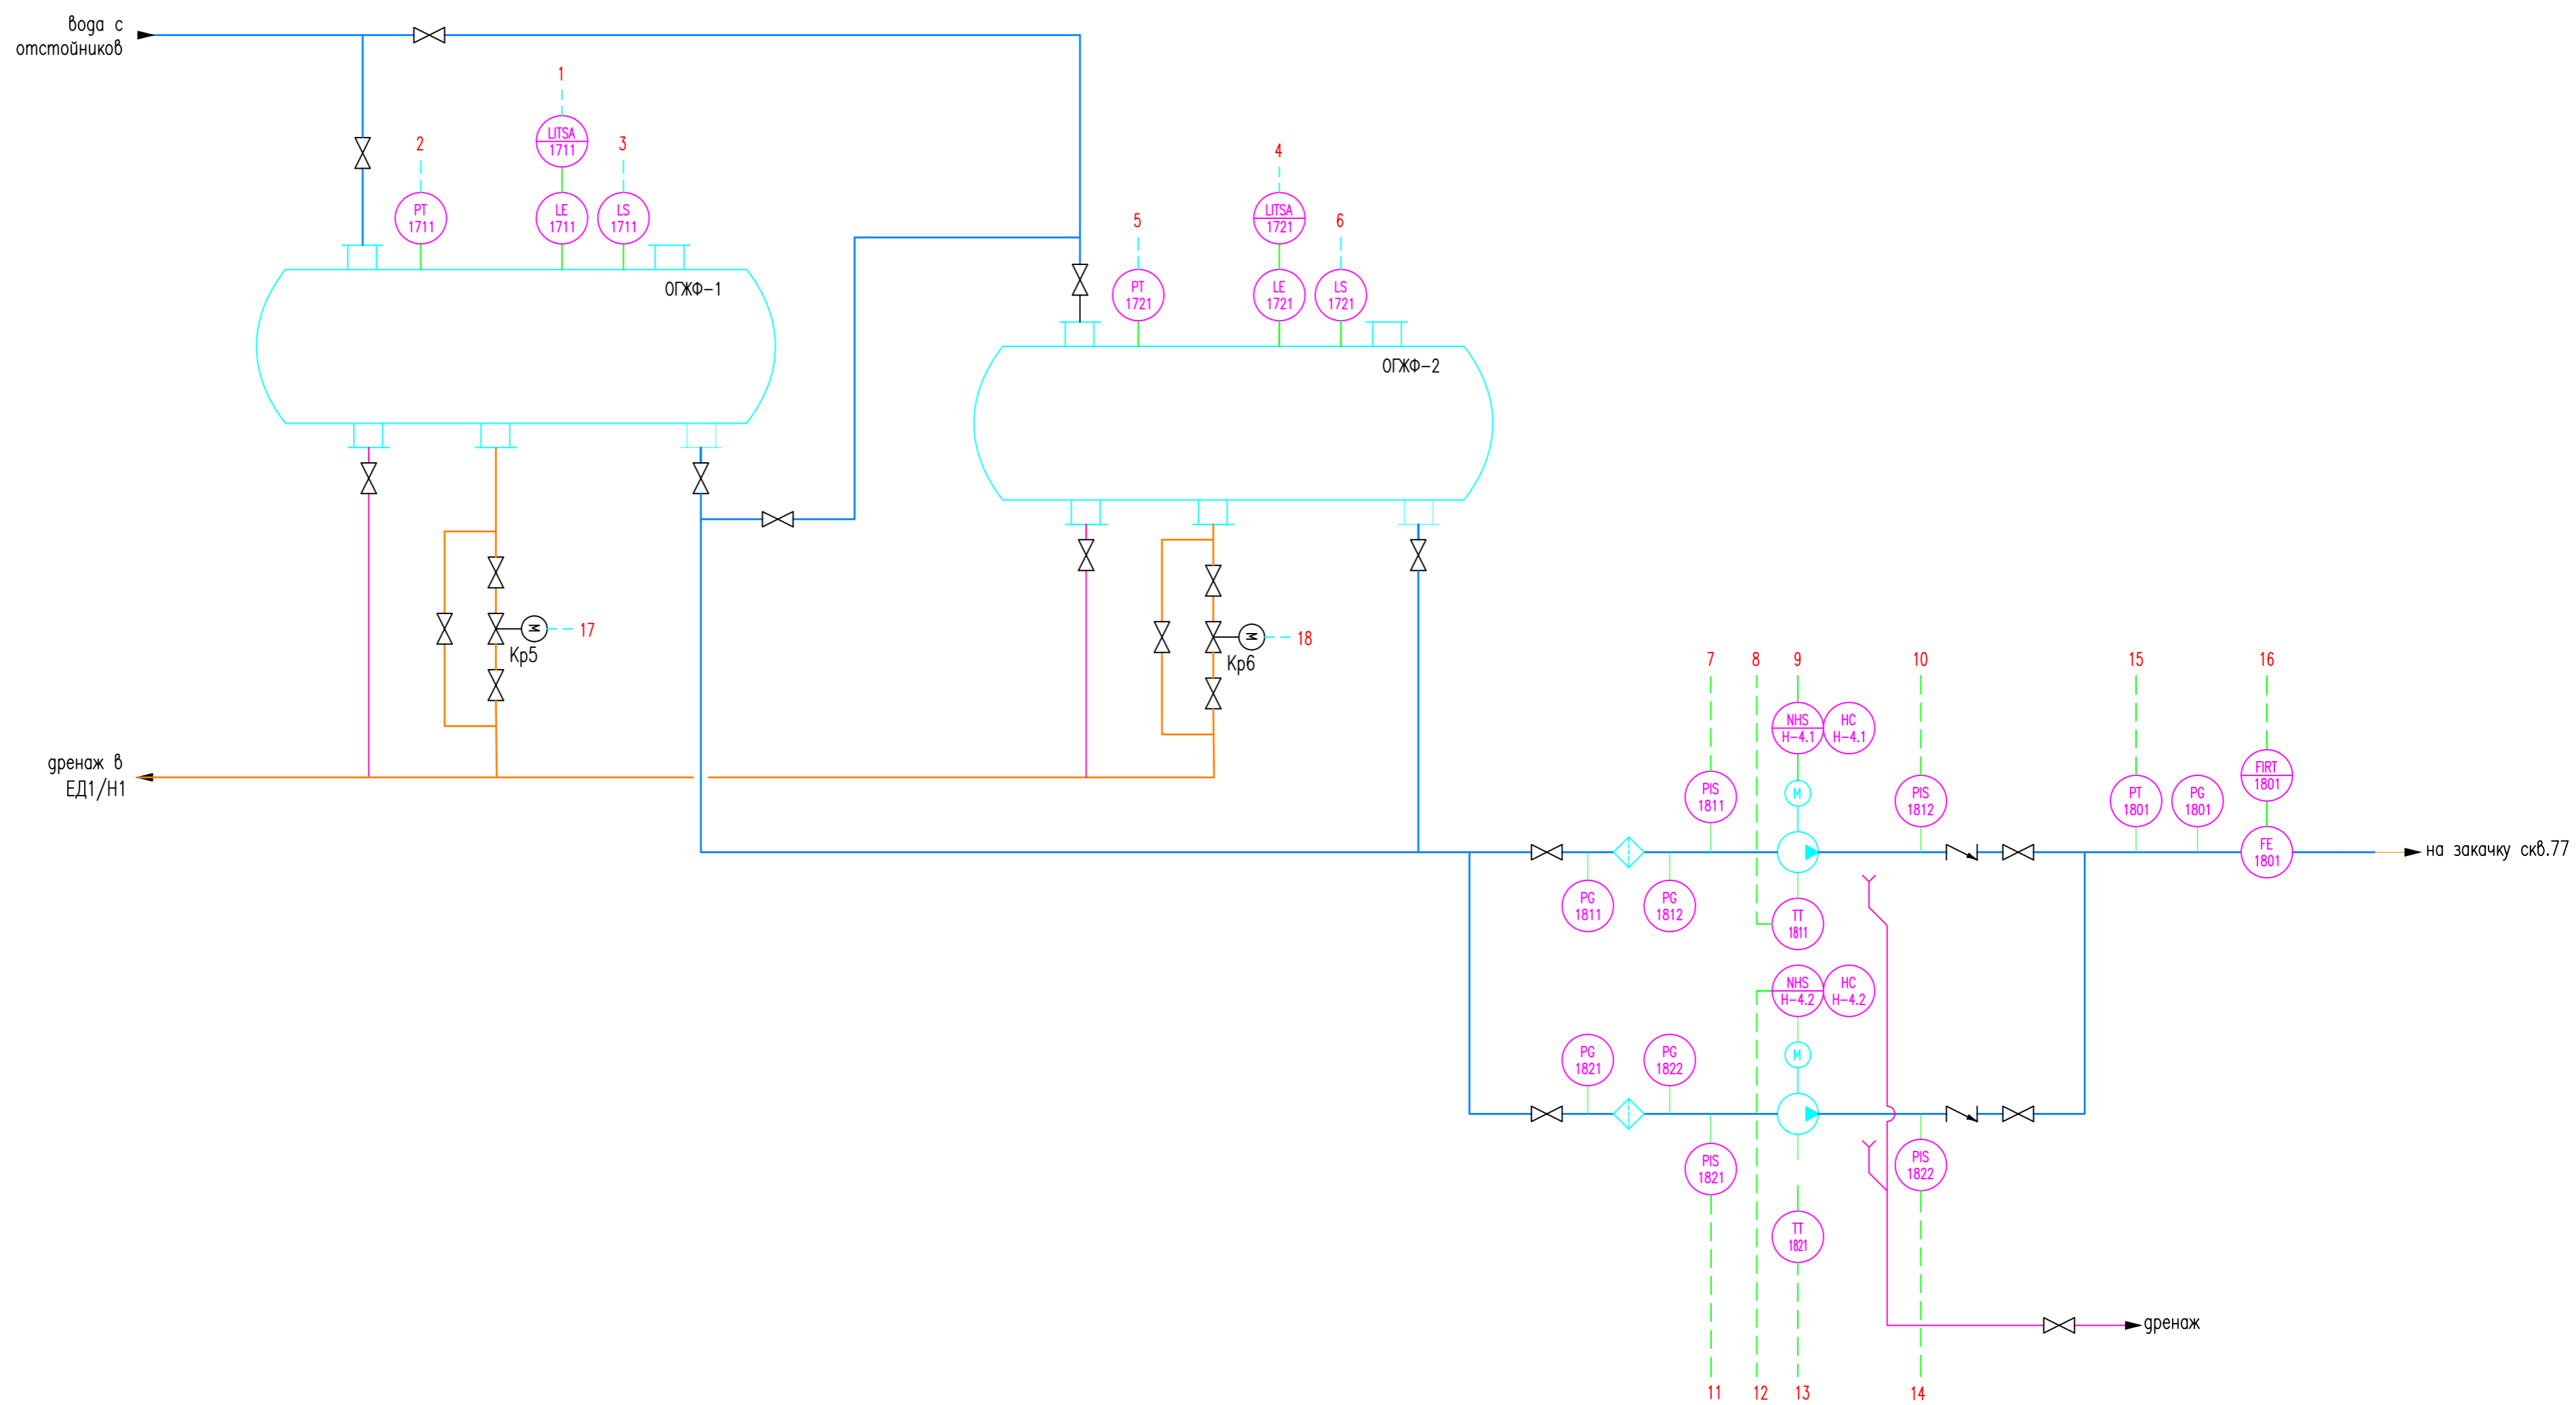 вода с
отстойников
1
LITSA
1711
2
3
PT
1711
LE
1711
LS
1711
ОГЖФ-1
4
LITSA
1721
5
6
PT
1721
LE
1721
LS
1721
ОГЖФ-2
M
17
Кр5
M
18
Кр6
дренаж в
ЕД1/Н1
7
8
9
10
15
16
NHS
Н-4.1
HC
Н-4.1
PIS
1811
M
PIS
1812
PT
1801
PG
1801
FIRT
1801
FE
1801
на закачку скв.77
PG
1811
PG
1812
TT
1811
NHS
Н-4.2
HC
Н-4.2
PG
1821
PG
1822
M
PIS
1821
PIS
1822
TT
1821
дренаж
11
12
13
14